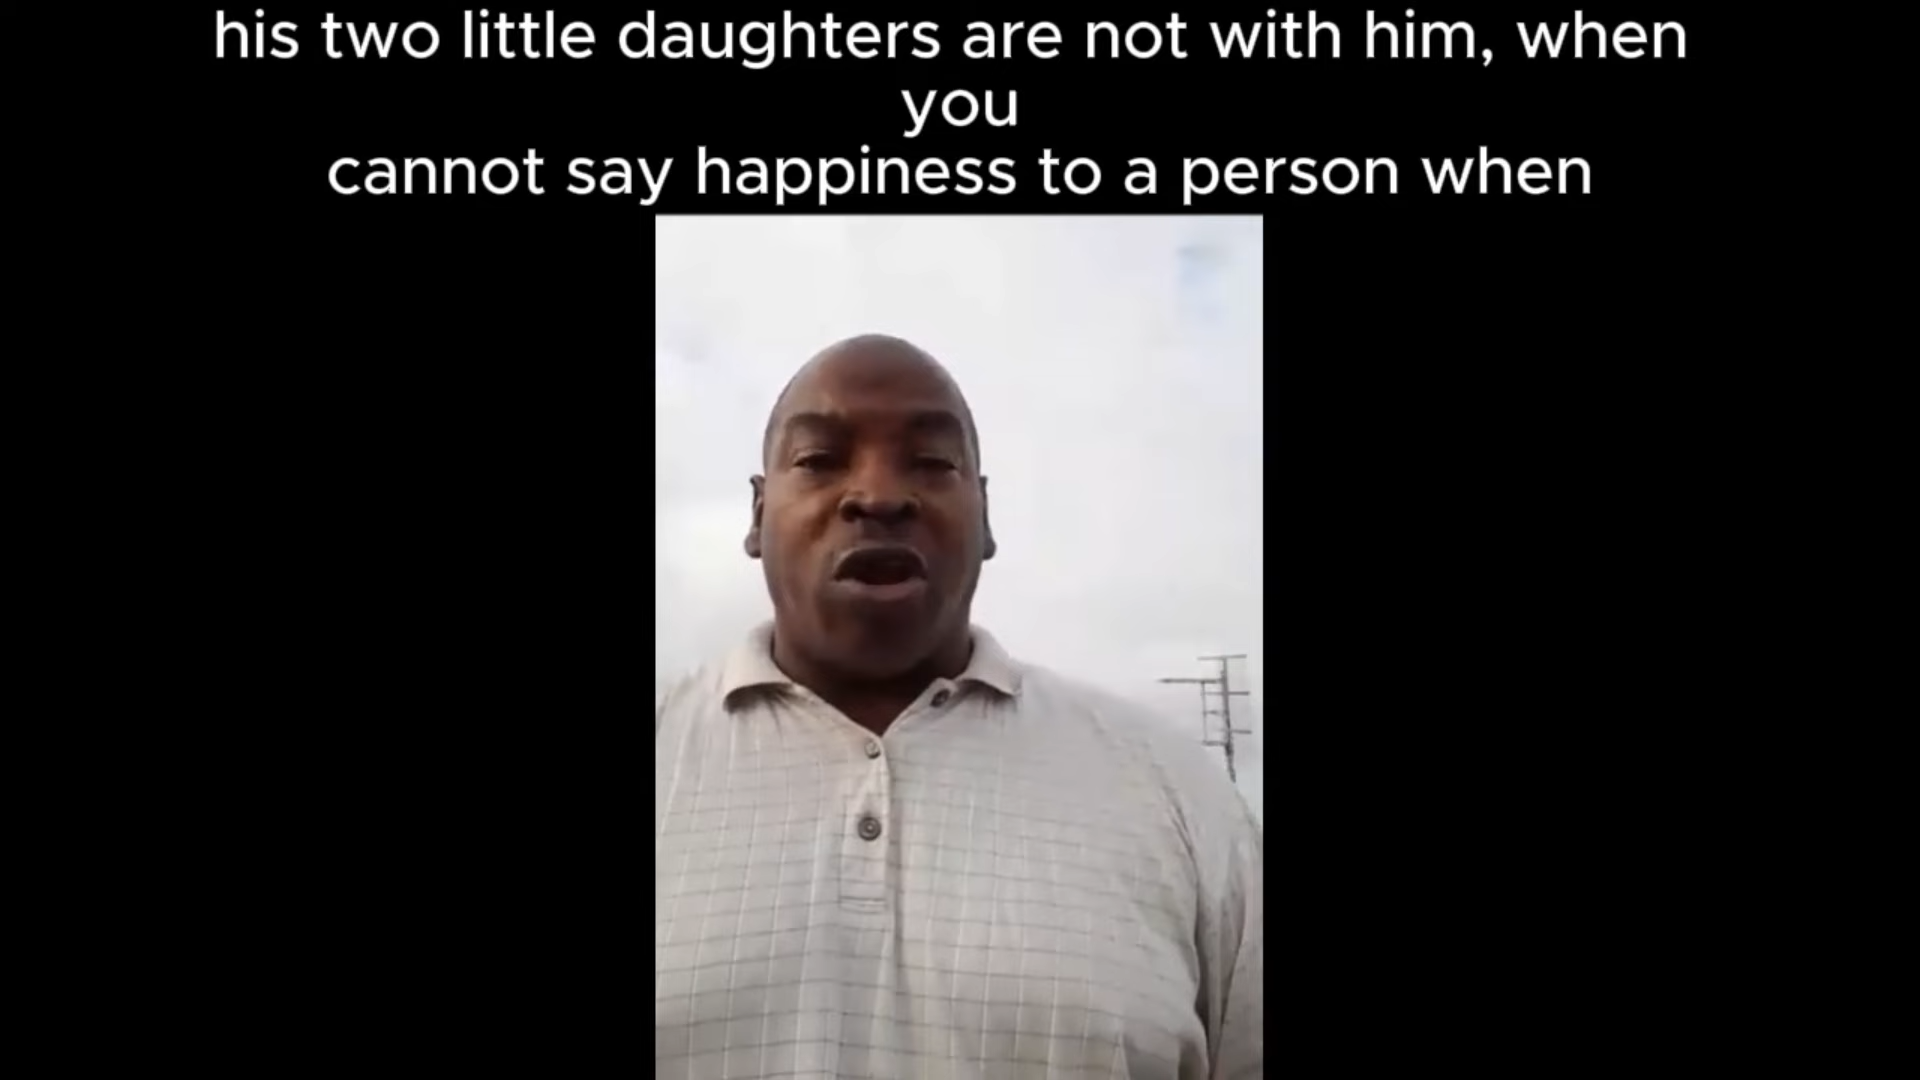 his two little daughters are not with him, when
you
cannot say happiness to a person when